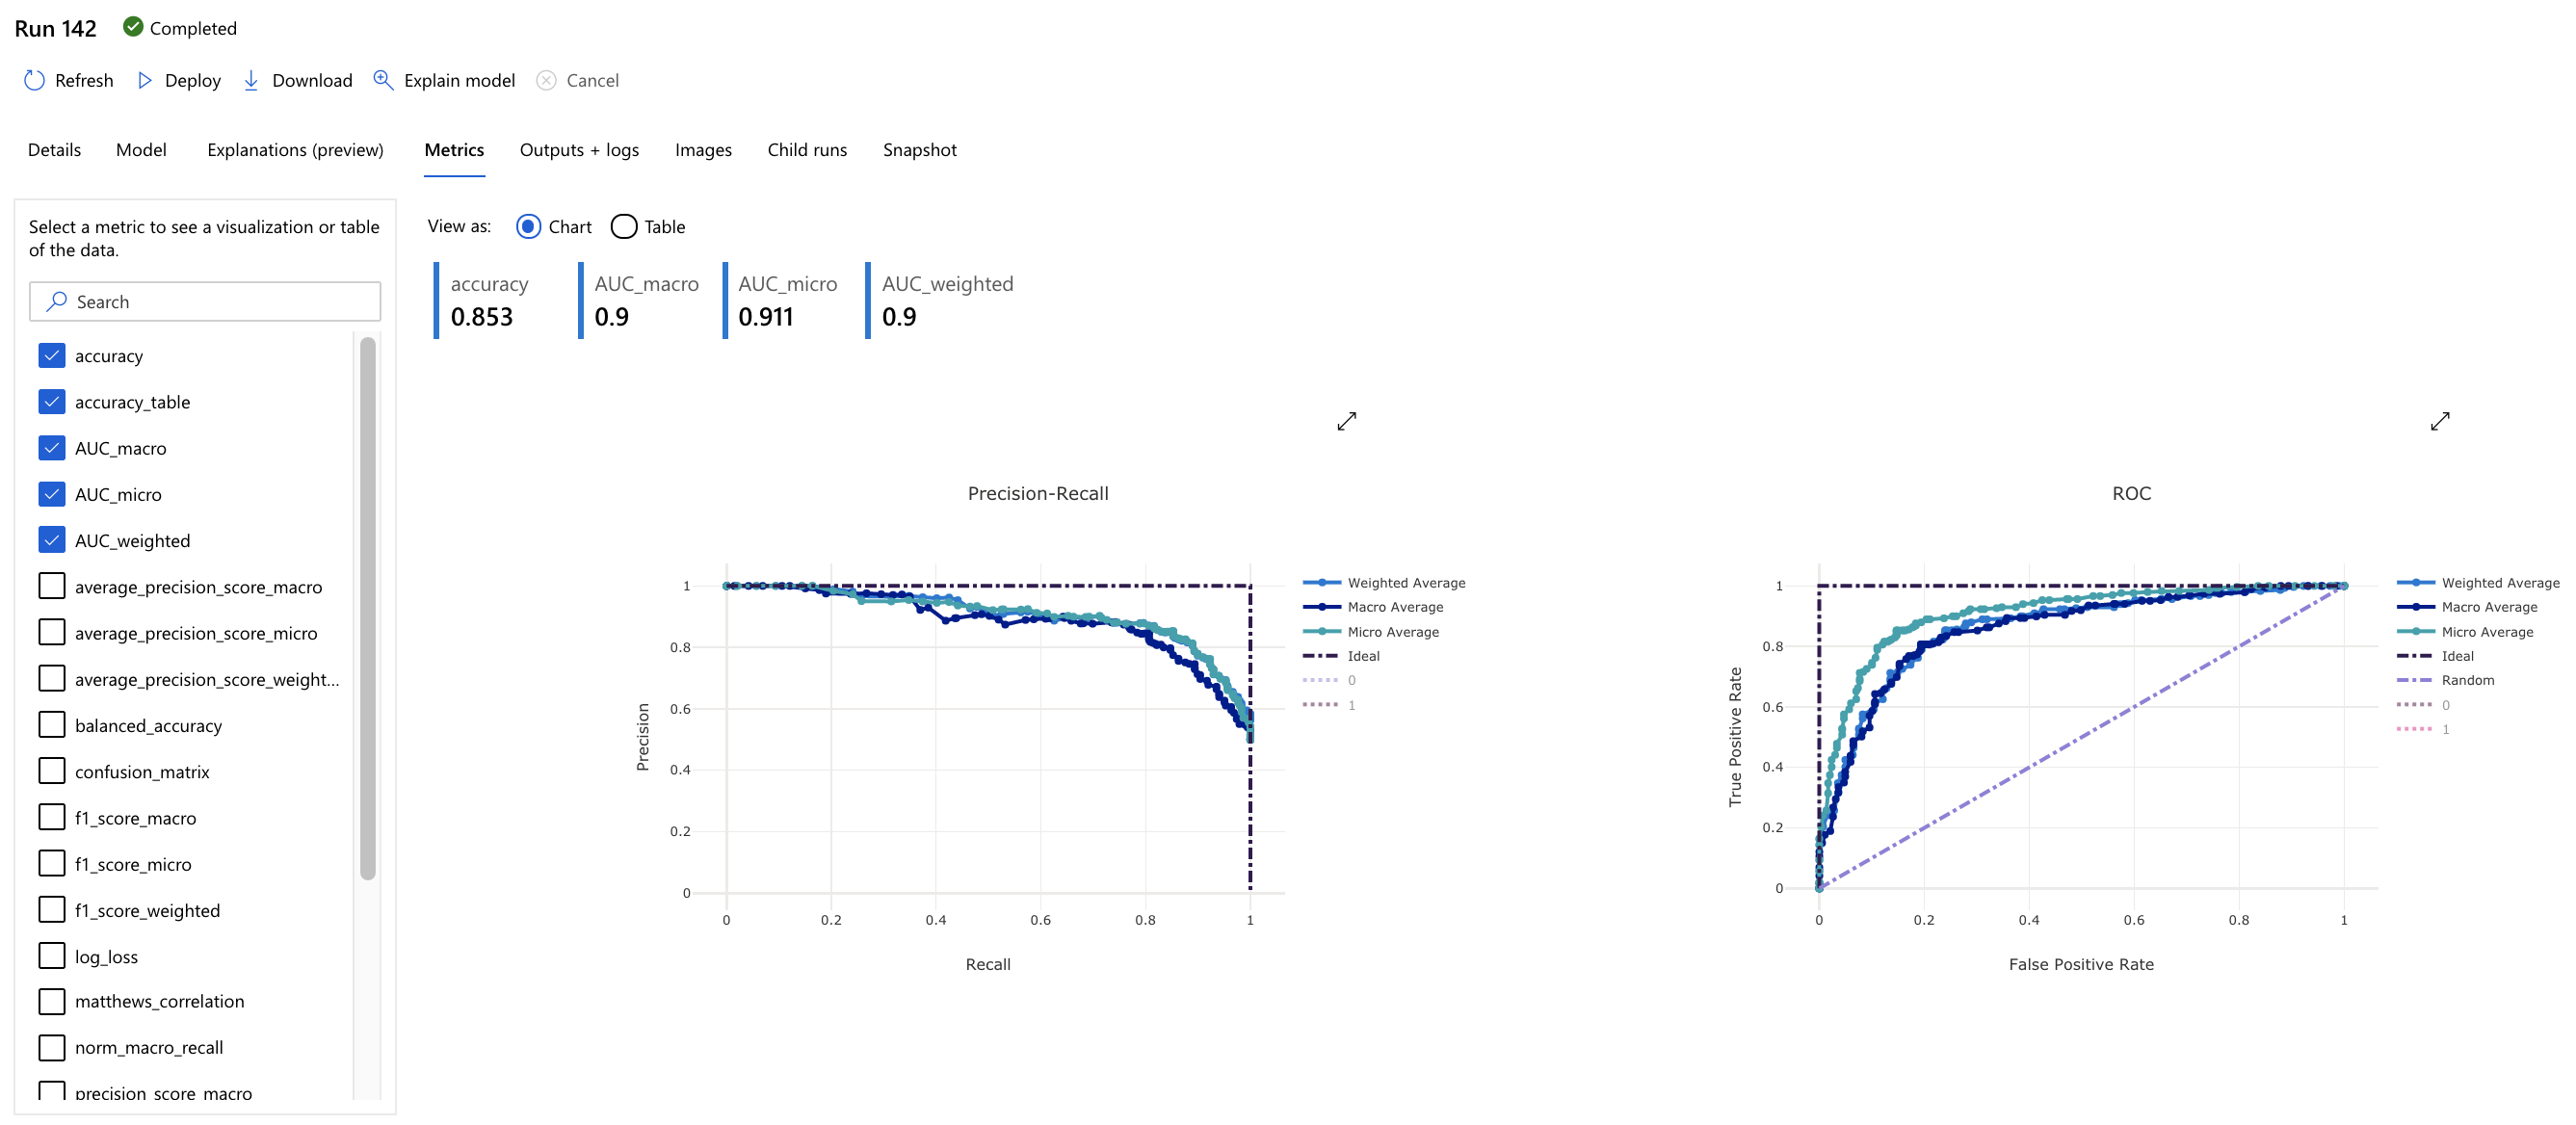 Run 142 Completed
Refresh Deploy Download Explain model Cancel
Details Model Explanations (preview) Metrics Outputs + logs Images Child runs Snapshot
Select a metric to see a visualization or table
of the data.
Search
accuracy
accuracy_table
AUC_macro
AUC_micro
AUC_weighted
average_precision_score_macro
average_precision_score_micro
average_precision_score_weight...
balanced_accuracy
confusion_matrix
f1_score_macro
f1_score_micro
f1_score_weighted
log_loss
matthews_correlation
norm_macro_recall
precision_score_macro
View as: Chart Table
accuracy AUC_macro AUC_micro AUC_weighted
0.853 0.9 0.911 0.9
Precision-Recall
1
0.8
0.6
0.4
0.2
0
Precision
0 0.2 0.4 0.6 0.8 1
Recall
Weighted Average
Macro Average
Micro Average
Ideal
0
1
ROC
1
0.8
0.6
0.4
0.2
0
True Positive Rate
0 0.2 0.4 0.6 0.8 1
False Positive Rate
Weighted Average
Macro Average
Micro Average
Ideal
Random
0
1